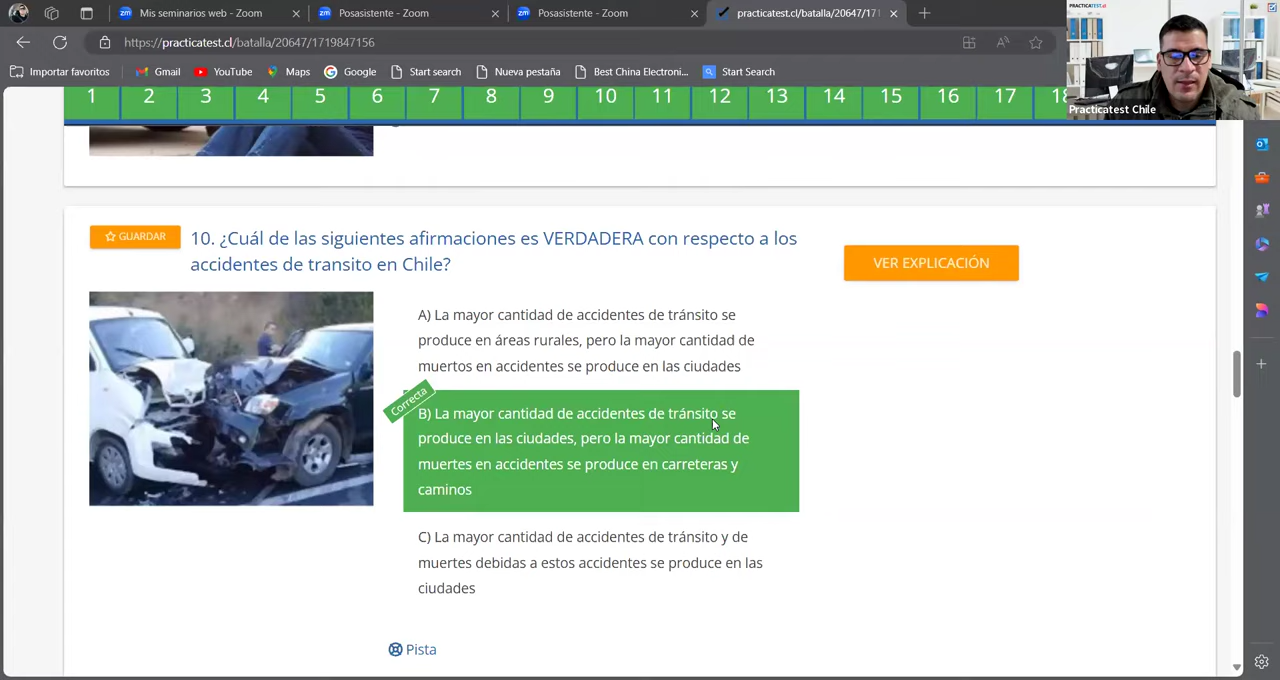 Mis seminarios web - Zoom
Posasistente - Zoom
Posasistente - Zoom
practicatest.cl/batalla/20647/171
https://practicatest.cl/batalla/20647/1719847156
Importar favoritos
Gmail
YouTube
Maps
Google
Start search
Nueva pestaña
Best China Electroni...
Start Search
PRACTICATEST.cl
Practicatest Chile
1 2 3 4 5 6 7 8 9 10 11 12 13 14 15 16 17 18
GUARDAR
10. ¿Cuál de las siguientes afirmaciones es VERDADERA con respecto a los
accidentes de transito en Chile?
VER EXPLICACIÓN
A) La mayor cantidad de accidentes de tránsito se
produce en áreas rurales, pero la mayor cantidad de
muertos en accidentes se produce en las ciudades
Correcta
B) La mayor cantidad de accidentes de tránsito se
produce en las ciudades, pero la mayor cantidad de
muertes en accidentes se produce en carreteras y
caminos
C) La mayor cantidad de accidentes de tránsito y de
muertes debidas a estos accidentes se produce en las
ciudades
Pista